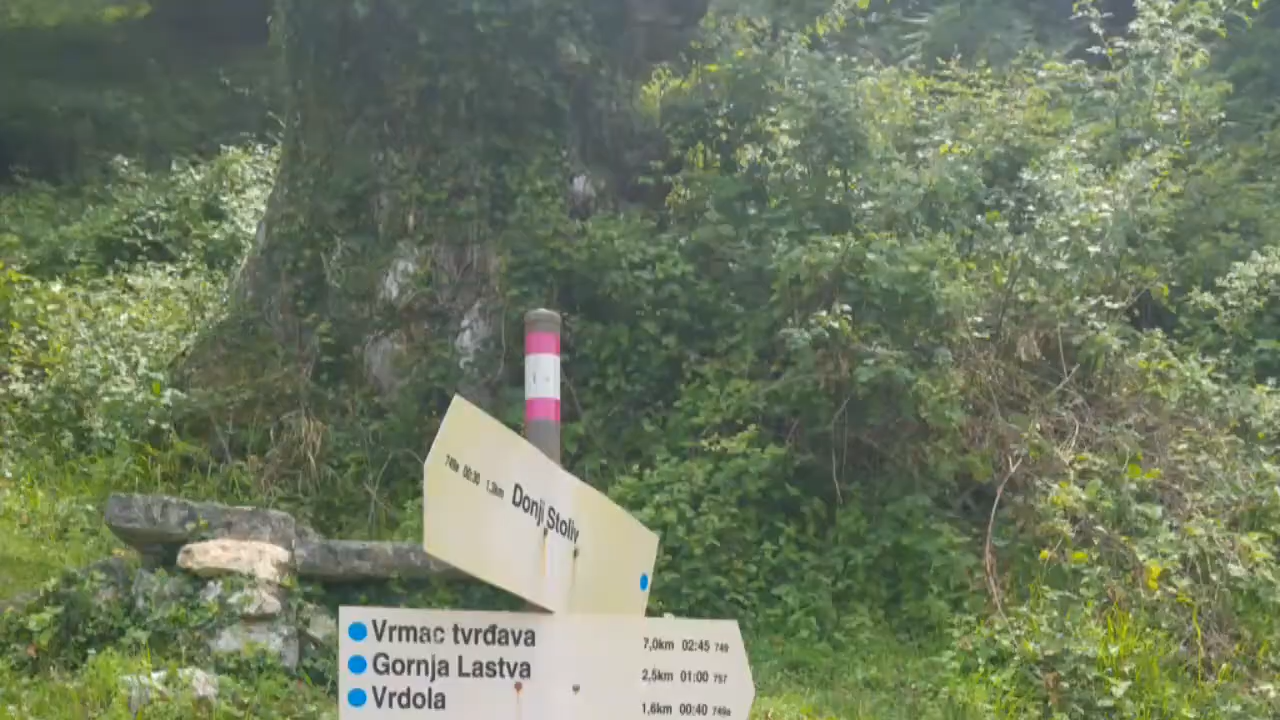 749a 00:30 1,3km Donji Stoliv
Vrmac tvrđava 7,0km 02:45 749
Gornja Lastva 2,5km 01:00 757
Vrdola 1,6km 00:40 749a